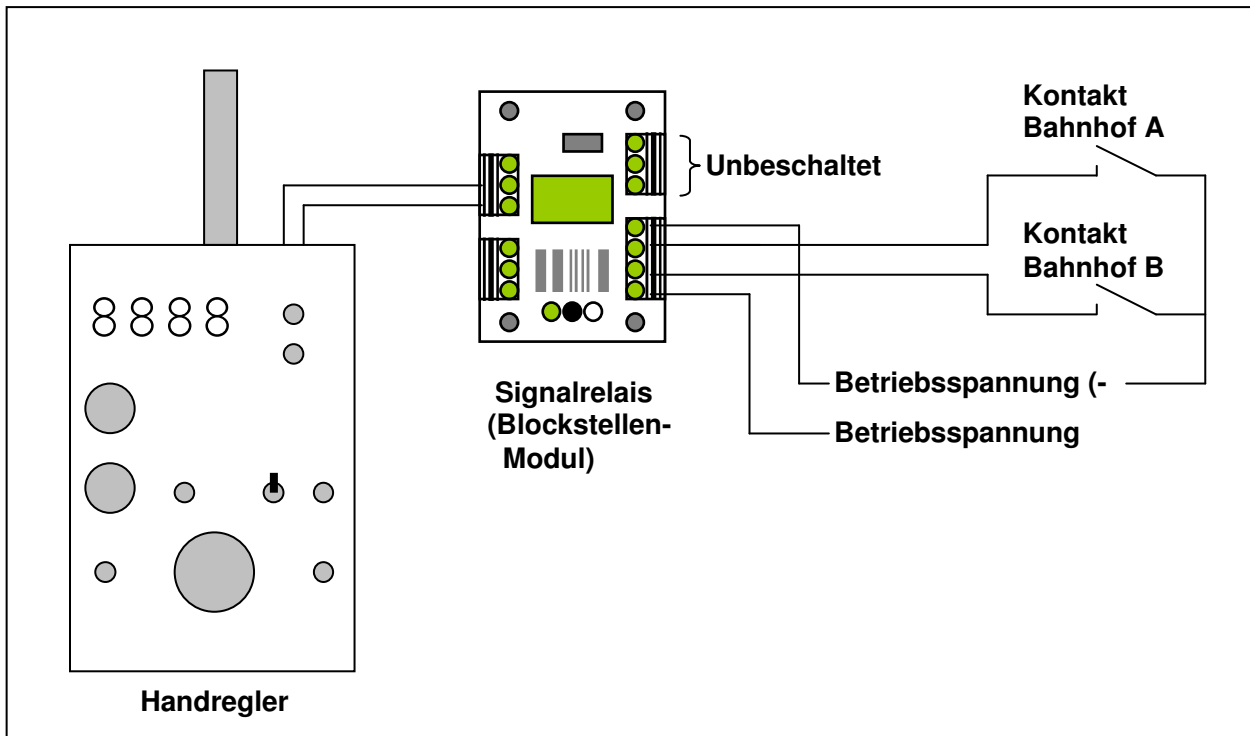 Kontakt
Bahnhof A
Unbeschaltet
Kontakt
Bahnhof B
Betriebsspannung (-
Betriebsspannung
Signalrelais
(Blockstellen-
Modul)
Handregler